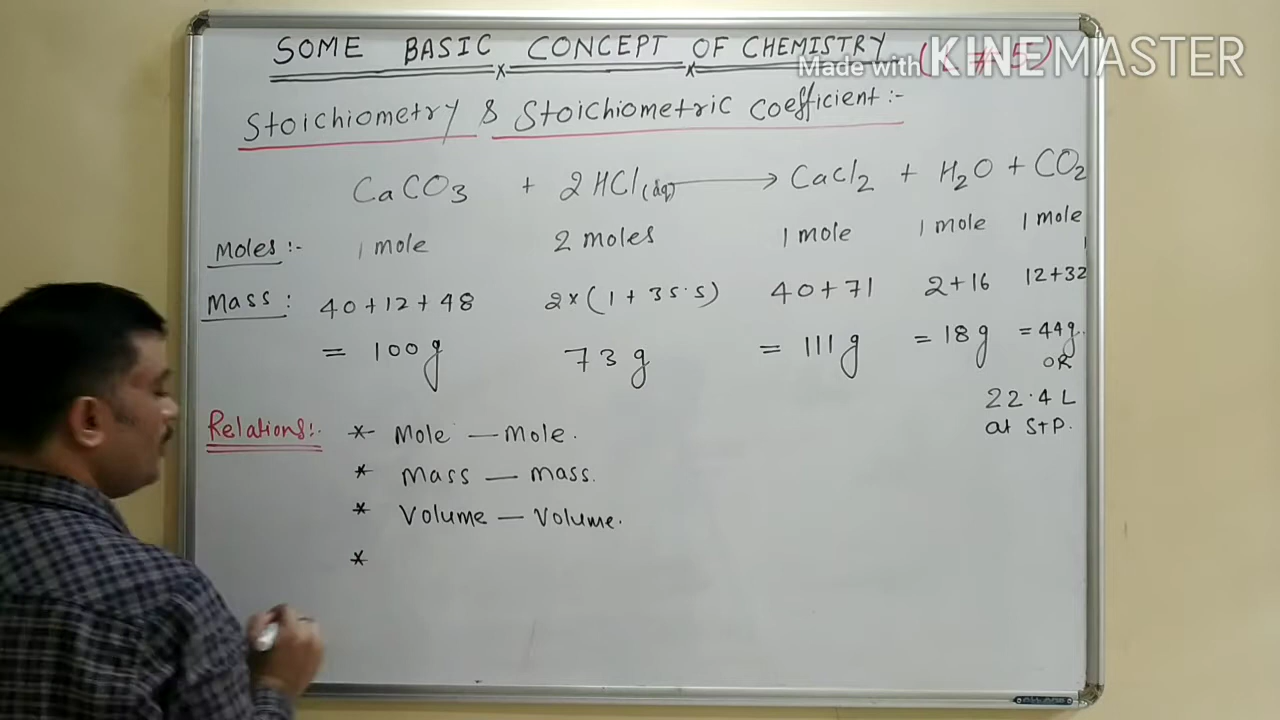 SOME BASIC CONCEPT OF CHEMISTRY
Made with KINEMASTER
Stoichiometry & Stoichiometric Coefficient :-
CaCO3 + 2HCl(aq) → CaCl2 + H2O + CO2
Moles :- 1 mole 2 moles 1 mole 1 mole 1 mole
Mass : 40+12+48 2×(1+35.5) 40+71 2+16 12+32
= 100g 73g = 111g = 18g = 44g.
OR
22.4 L
at STP.
Relations:- * Mole — Mole.
* Mass — Mass.
* Volume — Volume.
*